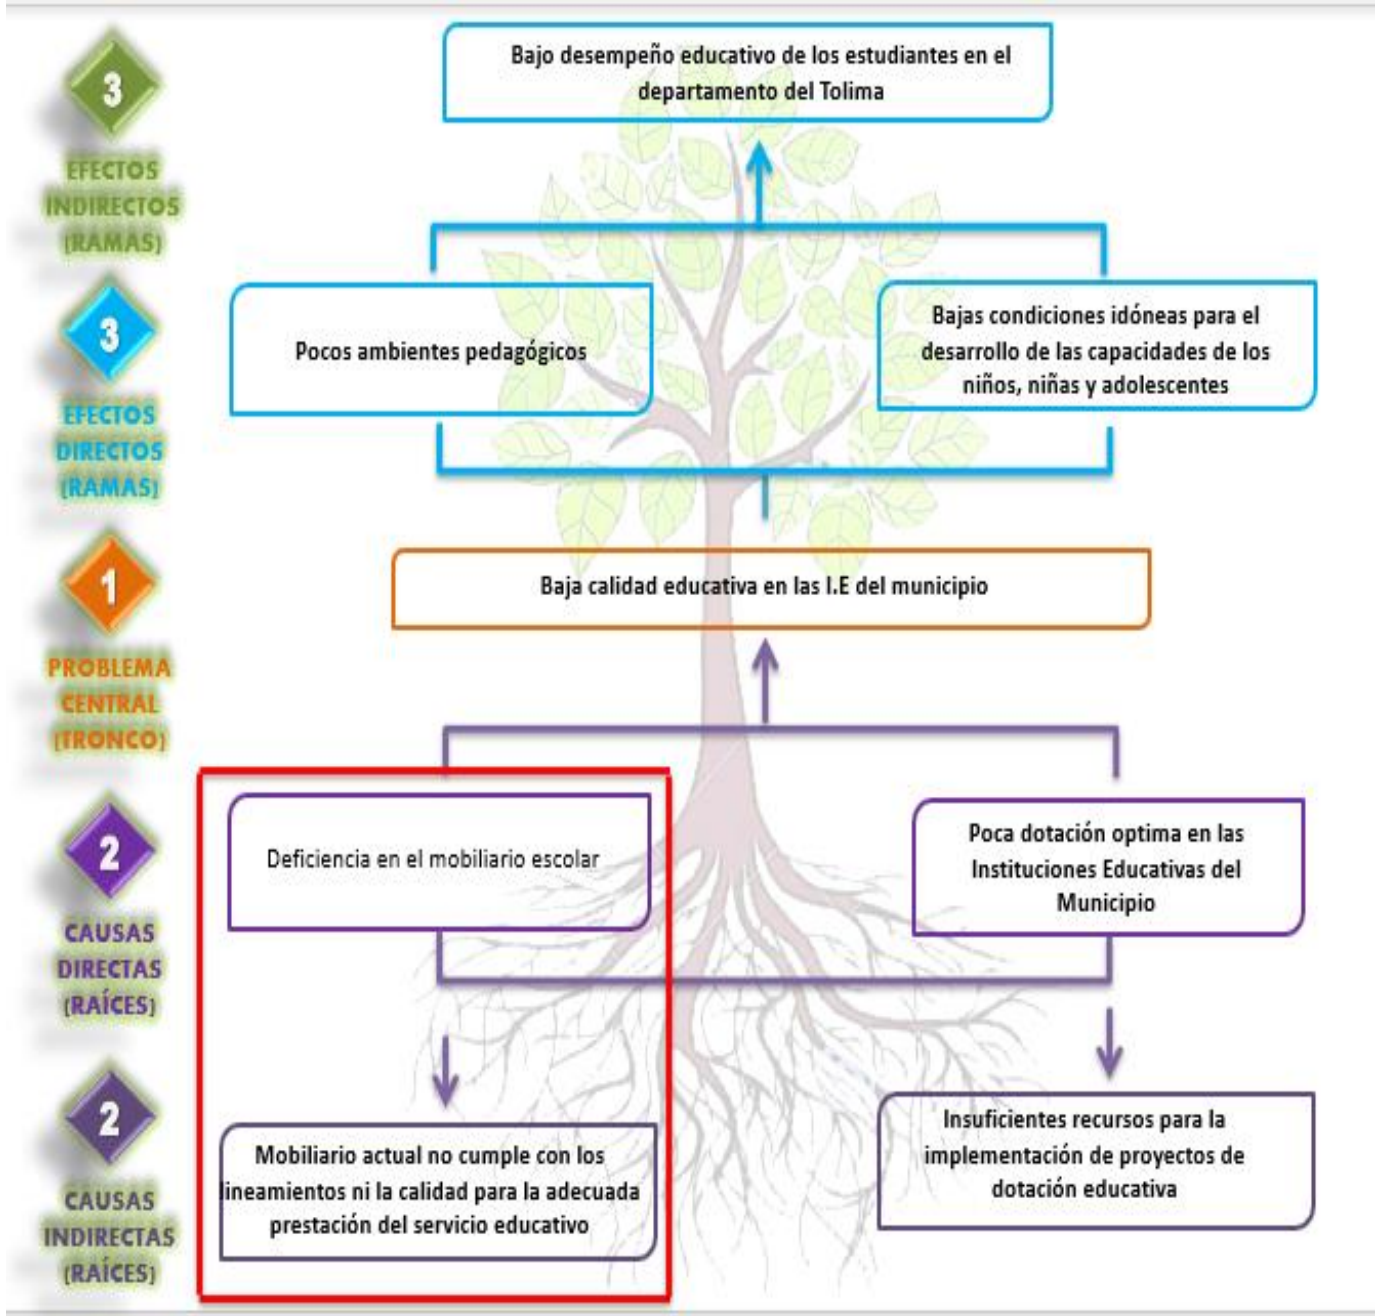 3
EFECTOS
INDIRECTOS
(RAMAS)
Bajo desempeño educativo de los estudiantes en el
departamento del Tolima
3
EFECTOS
DIRECTOS
(RAMAS)
Pocos ambientes pedagógicos
Bajas condiciones idóneas para el
desarrollo de las capacidades de los
niños, niñas y adolescentes
1
PROBLEMA
CENTRAL
(TRONCO)
Baja calidad educativa en las I.E del municipio
2
CAUSAS
DIRECTAS
(RAÍCES)
Deficiencia en el mobiliario escolar
Poca dotación optima en las
Instituciones Educativas del
Municipio
2
CAUSAS
INDIRECTAS
(RAÍCES)
Mobiliario actual no cumple con los
lineamientos ni la calidad para la adecuada
prestación del servicio educativo
Insuficientes recursos para la
implementación de proyectos de
dotación educativa